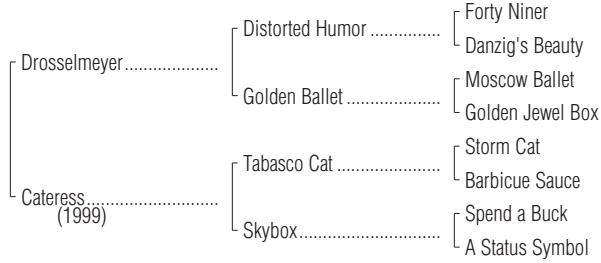 Forty Niner
Distorted Humor ...............
Danzig's Beauty
Drosselmeyer....................
Moscow Ballet
Golden Ballet ....................
Golden Jewel Box
Storm Cat
Tabasco Cat ......................
Barbicue Sauce
Cateress............................
(1999)
Spend a Buck
Skybox..............................
A Status Symbol